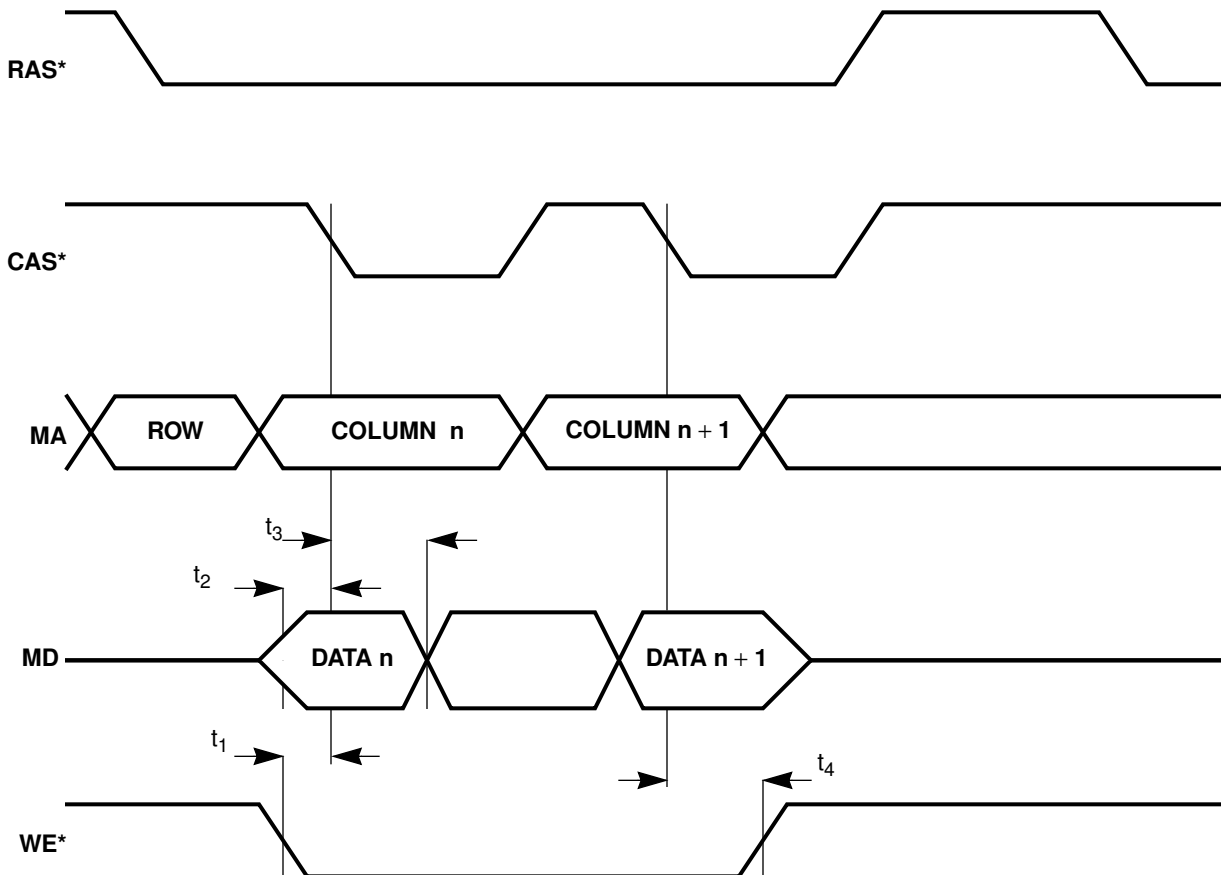 RAS*
CAS*
MA ROW COLUMN n COLUMN n + 1
t3
t2
MD DATA n DATA n + 1
t1
t4
WE*